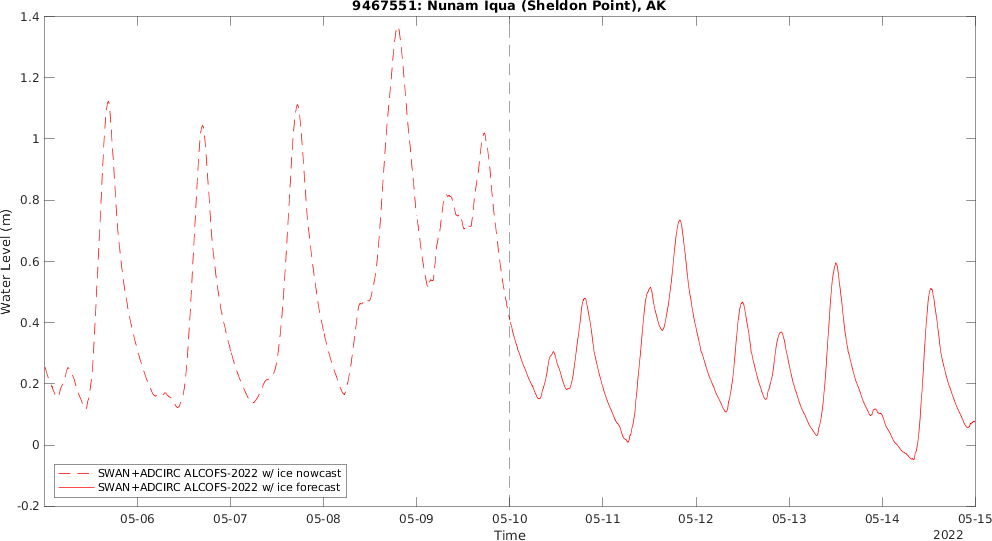 9467551: Nunam Iqua (Sheldon Point), AK
1.4
1.2
1
0.8
0.6
0.4
0.2
0
-0.2
Water Level (m)
SWAN+ADCIRC ALCOFS-2022 w/ ice nowcast
SWAN+ADCIRC ALCOFS-2022 w/ ice forecast
05-06 05-07 05-08 05-09 05-10 05-11 05-12 05-13 05-14 05-15
Time
2022